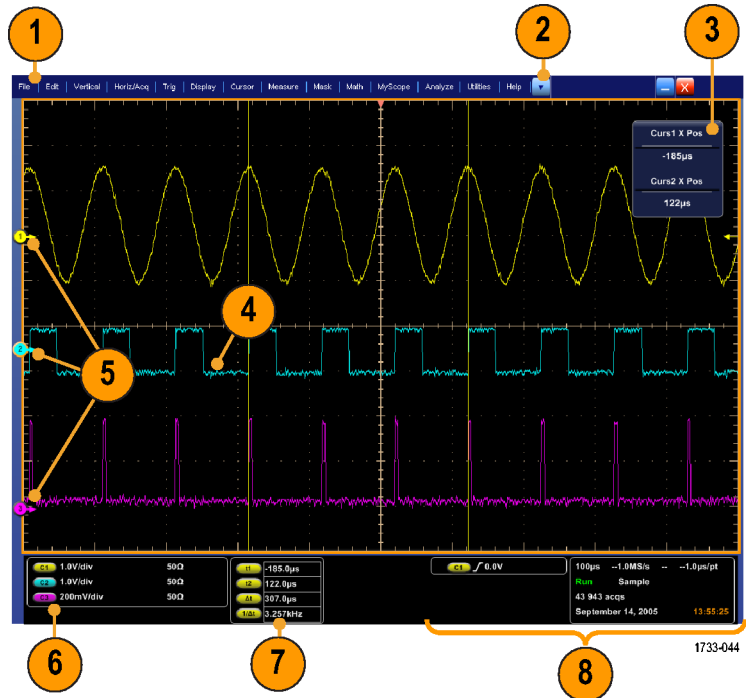 1 2 3
File Edit Vertical Horiz/Acq Trig Display Cursor Measure Mask Math MyScope Analyze Utilities Help
X
Curs1 X Pos
-185µs
Curs2 X Pos
122µs
1
4
2
5
3
C1 1.0V/div 50Ω
C2 1.0V/div 50Ω
C3 200mV/div 50Ω
t1 -185.0µs
t2 122.0µs
Δt 307.0µs
1/Δt 3.257kHz
C1 0.0V
100µs --1.0MS/s -- --1.0µs/pt
Run Sample
43 943 acqs
September 14, 2005 13:55:25
6 7 8
1733-044